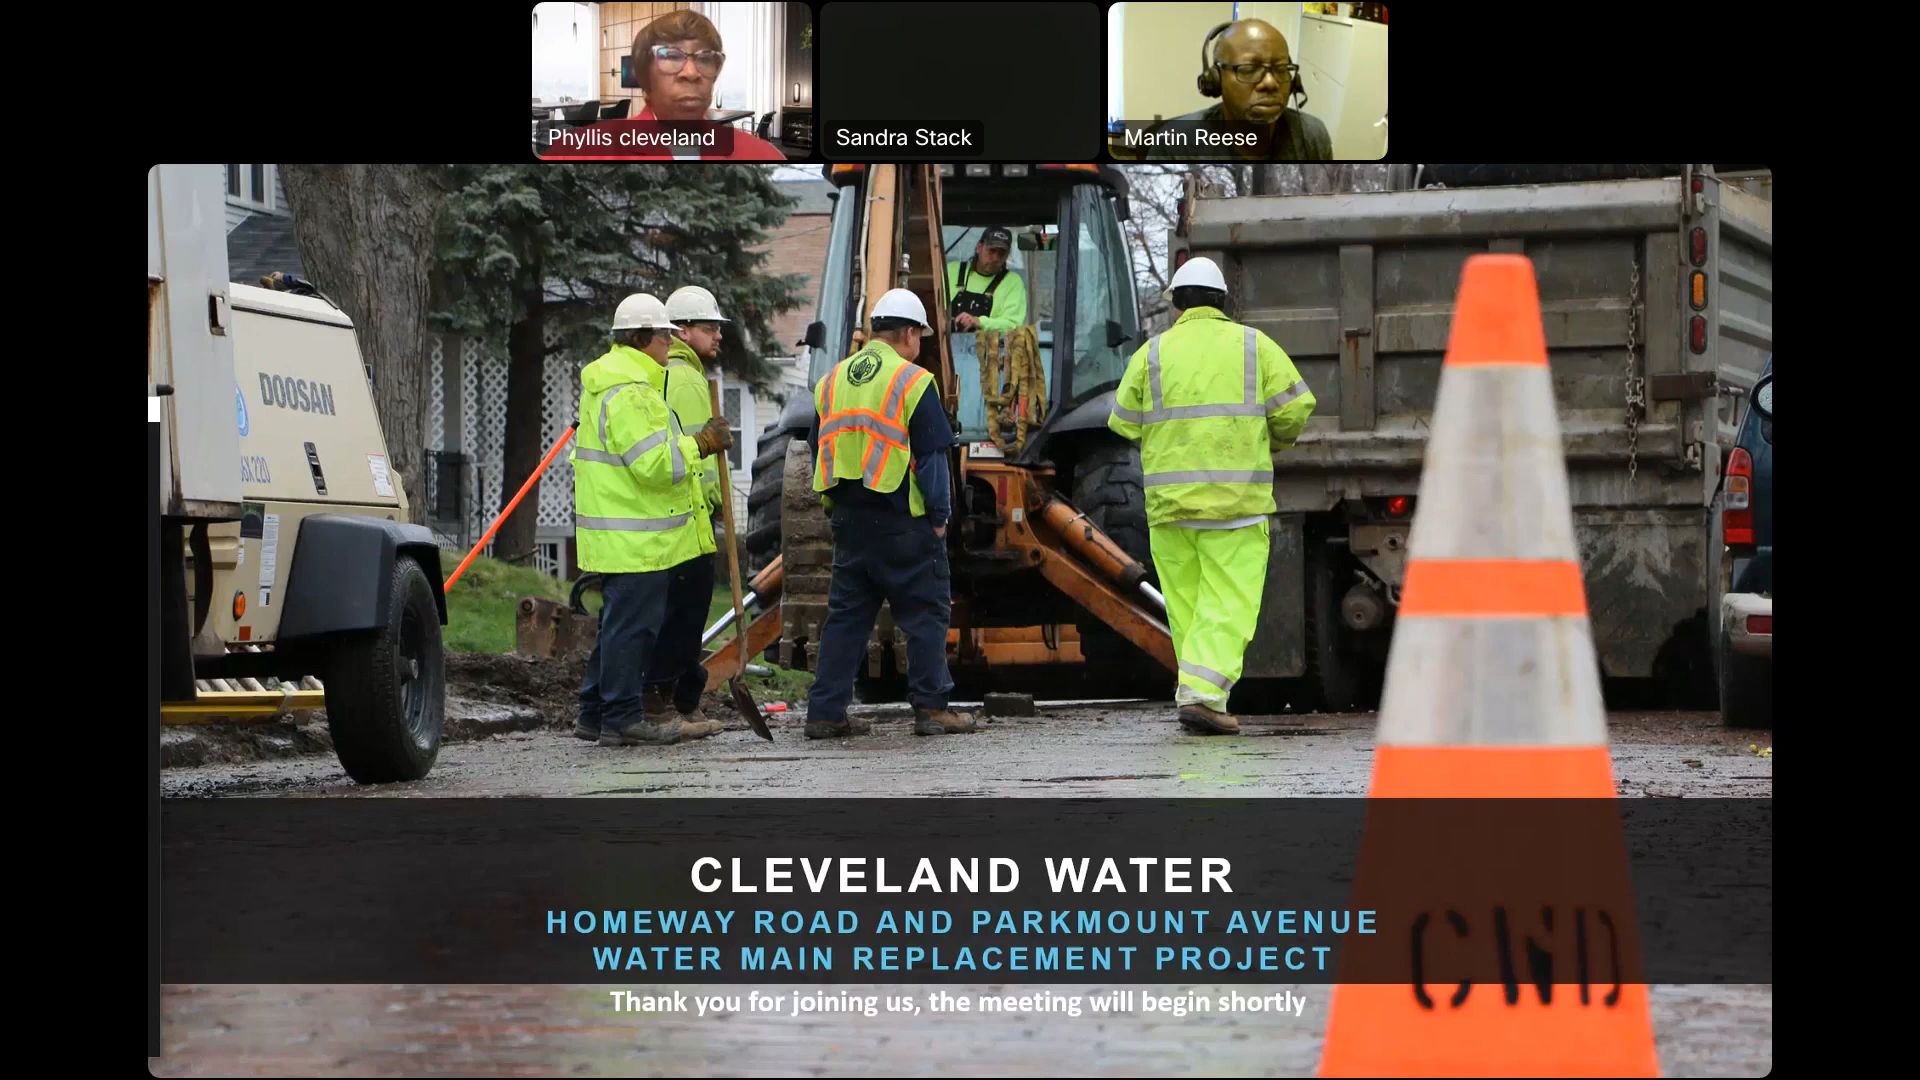 Phyllis cleveland
Sandra Stack
Martin Reese
DOOSAN
CLEVELAND WATER
HOMEWAY ROAD AND PARKMOUNT AVENUE
WATER MAIN REPLACEMENT PROJECT
Thank you for joining us, the meeting will begin shortly
CWD